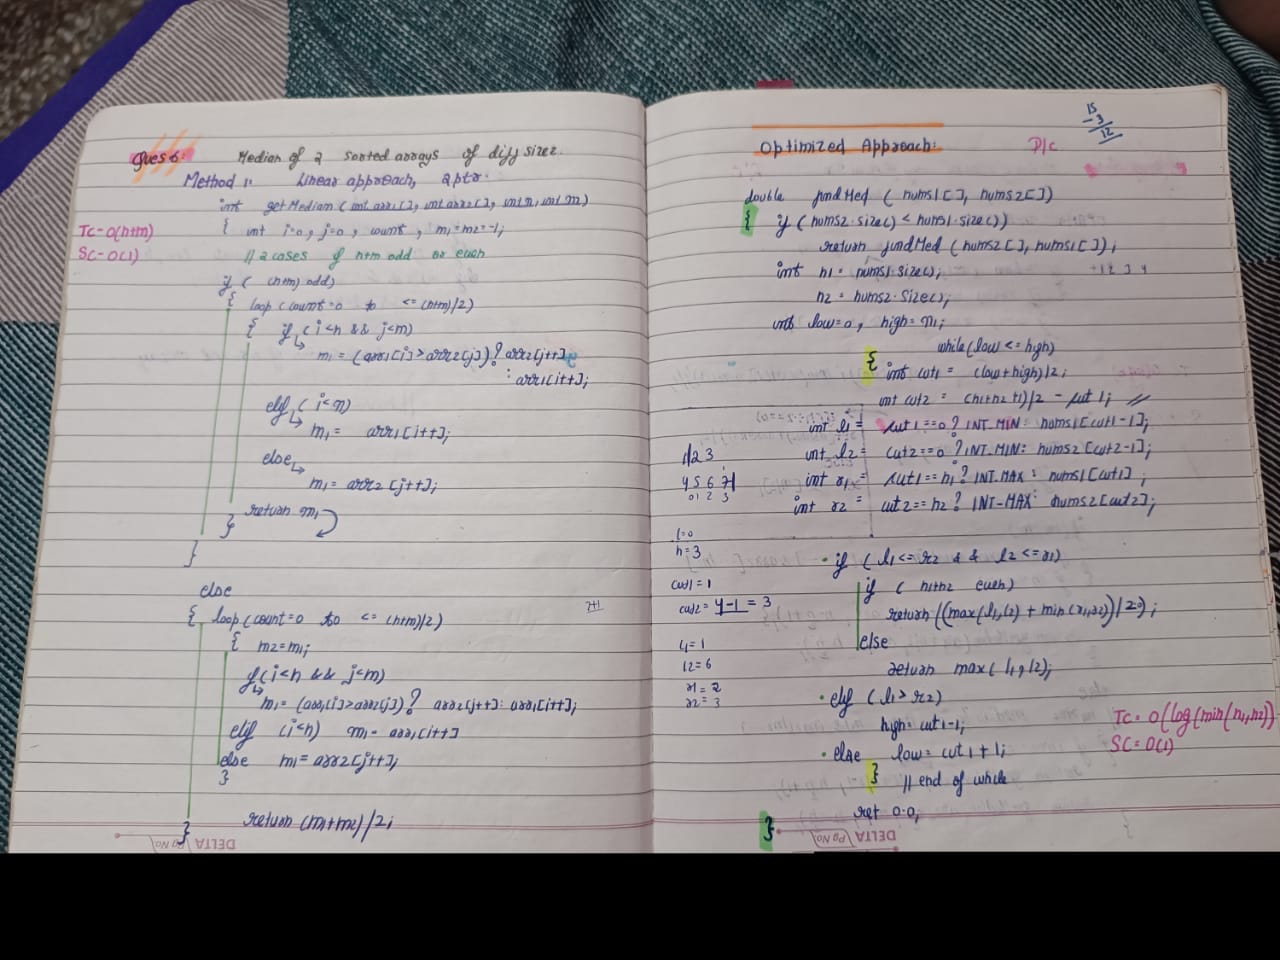 Ques 6: Median of 2 sorted arrays of diff sizes.
Method 1: Linear approach, 2ptr.
int getMedian (int arr1[], int arr2[], int n, int m)
TC-O(n+m)
{ int i=0, j=0, count, m1=m2=-1;
SC-O(1)
// 2 cases if n+m odd or even
if ( (n+m) odd)
{ loop (count=0 to <= (n+m)/2)
{ if (i<n && j<m)
m1 = (arr1[i]>arr2[j])? arr2[j++]
: arr1[i++];
elif (i<n)
m1 = arr1[i++];
else
m1 = arr2[j++];
} return m1
}
else
{ loop (count=0 to <= (n+m)/2)
{ m2=m1;
if (i<n && j<m)
m1 = (arr1[i]>arr2[j])? arr2[j++]: arr1[i++];
elif (i<n) m1 = arr1[i++]
else m1 = arr2[j++];
}
return (m1+m2)/2;
}
DELTA Pg No.
15
-3
12
Optimized Approach: P/c
double findMed ( nums1[], nums2[])
{ if (nums2.size() < nums1.size())
return findMed (nums2[], nums1[]);
int n1 = nums1.size();
n2 = nums2.size();
int low=0, high=n1;
while(low <= high)
{ int cut1 = (low+high)/2;
int cut2 = (n1+n2+1)/2 - cut1; //
int l1 = cut1==0 ? INT_MIN: nums1[cut1-1];
int l2 = cut2==0 ? INT_MIN: nums2[cut2-1];
int r1 = cut1==n1 ? INT_MAX: nums1[cut1];
int r2 = cut2==n2 ? INT-MAX: nums2[cut2];
1 2 3
4 5 6 7
0 1 2 3
l=0
h=3
cut1=1
cut2= 4-1 = 3
l1=1
l2=6
r1=2
r2=3
if (l1<=r2 && l2<=r1)
if (n1+n2 even)
return ((max(l1,l2) + min(r1,r2))/2.0);
else
return max(l1,l2);
elif (l1>r2)
high=cut1-1;
else low=cut1+1;
} // end of while
ret 0.0;
}
TC = O(log(min(n1,n2))
SC=O(1)
DELTA Pg No.